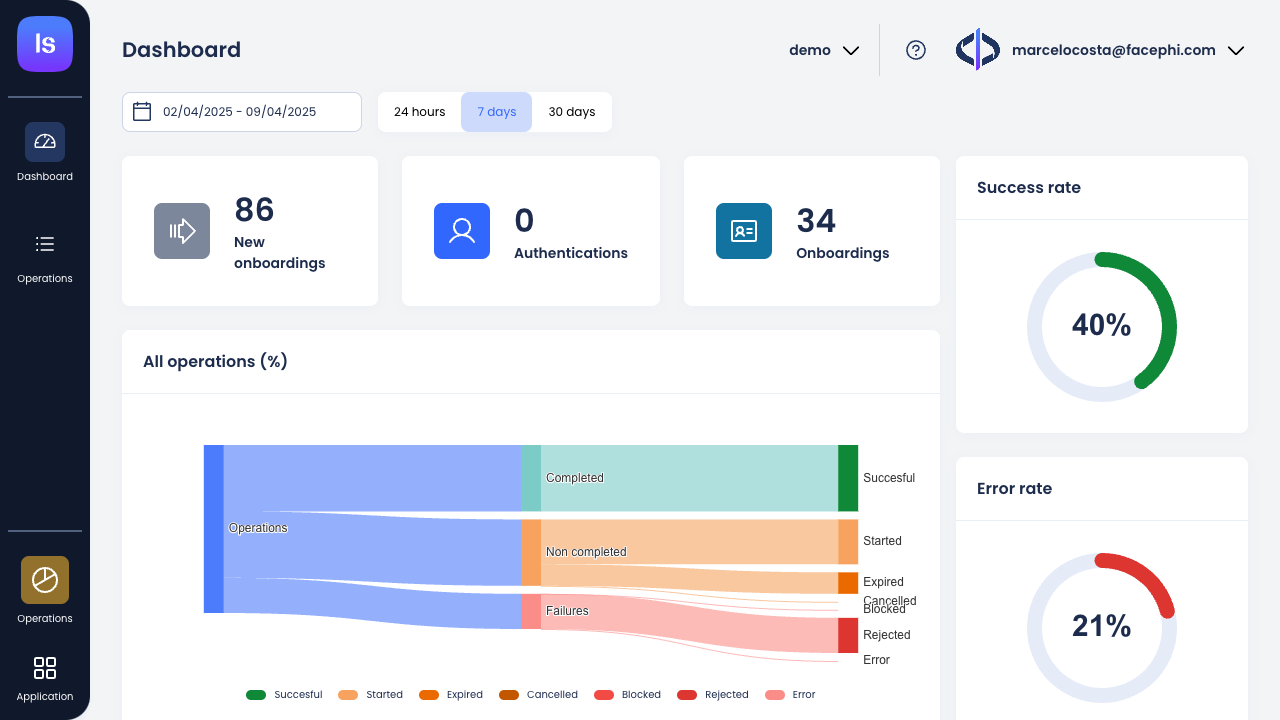 ls
Dashboard
demo
marcelocosta@facephi.com
02/04/2025 - 09/04/2025
24 hours
7 days
30 days
Dashboard
Operations
Operations
Application
86
New
onboardings
0
Authentications
34
Onboardings
Success rate
40%
All operations (%)
Operations
Completed
Non completed
Failures
Succesful
Started
Expired
Cancelled
Blocked
Rejected
Error
Succesful
Started
Expired
Cancelled
Blocked
Rejected
Error
Error rate
21%